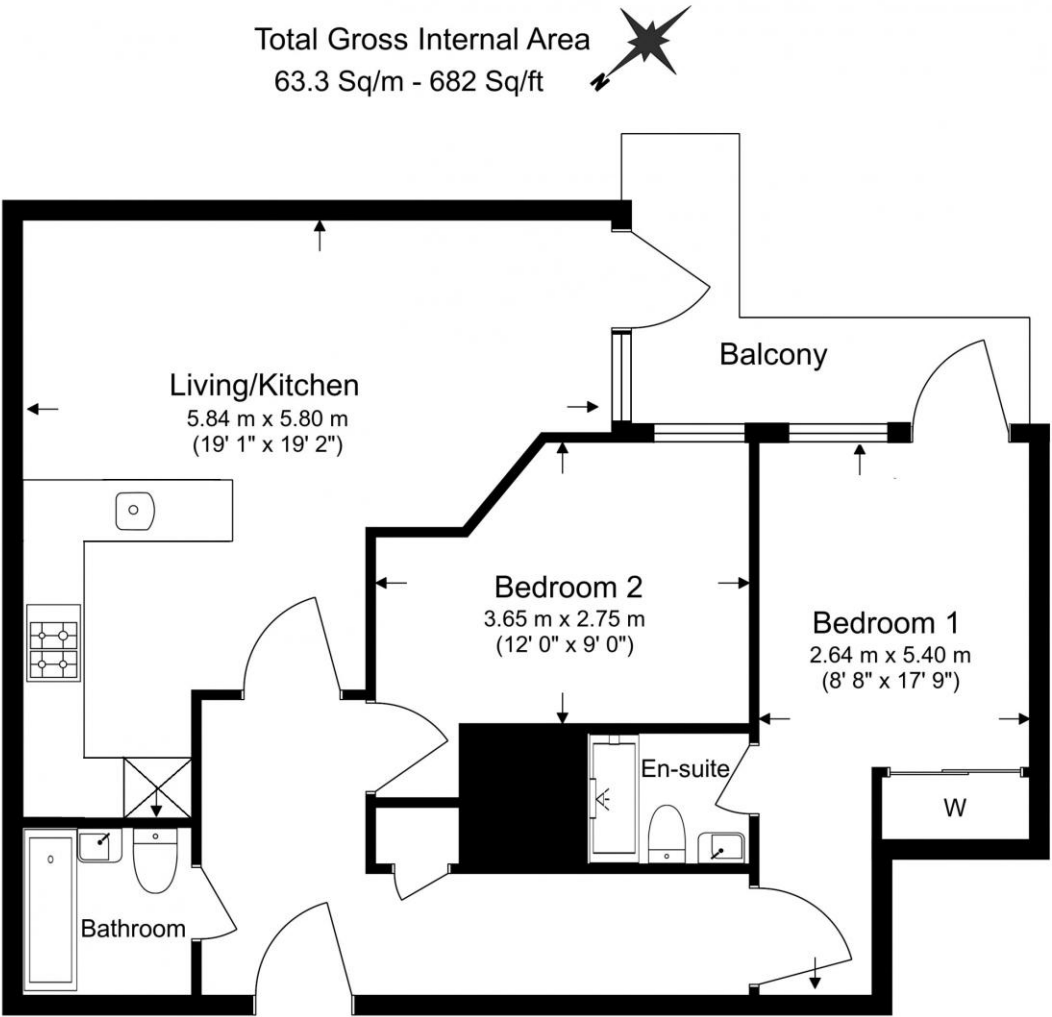 Total Gross Internal Area
63.3 Sq/m - 682 Sq/ft
N
Balcony
Living/Kitchen
5.84 m x 5.80 m
(19' 1" x 19' 2")
Bedroom 2
3.65 m x 2.75 m
(12' 0" x 9' 0")
Bedroom 1
2.64 m x 5.40 m
(8' 8" x 17' 9")
En-suite
W
Bathroom